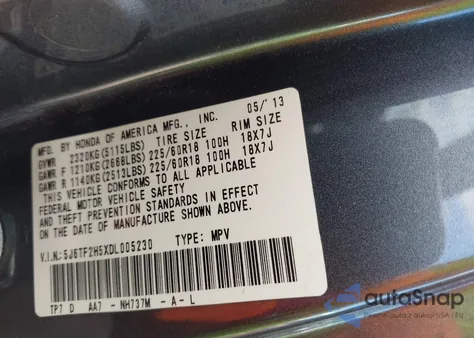 MFD. BY HONDA OF AMERICA MFG., INC. 05/'13
GVWR 2320KG(5115LBS) TIRE SIZE RIM SIZE
GAWR F 1210KG(2668LBS) 225/60R18 100H 18X7J
GAWR R 1140KG(2513LBS) 225/60R18 100H 18X7J
THIS VEHICLE CONFORMS TO ALL APPLICABLE
FEDERAL MOTOR VEHICLE SAFETY
AND THEFT PREVENTION STANDARDS IN EFFECT
ON THE DATE OF MANUFACTURE SHOWN ABOVE.
V.I.N.:5J6TF2H5XDL005230 TYPE: MPV
TP7 D AA7 - NH737M - A - L
autoSnap